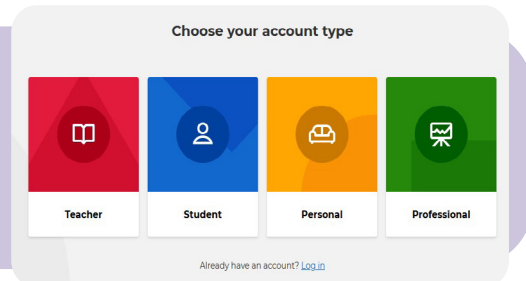 Choose your account type
Teacher
Student
Personal
Professional
Already have an account? Log in